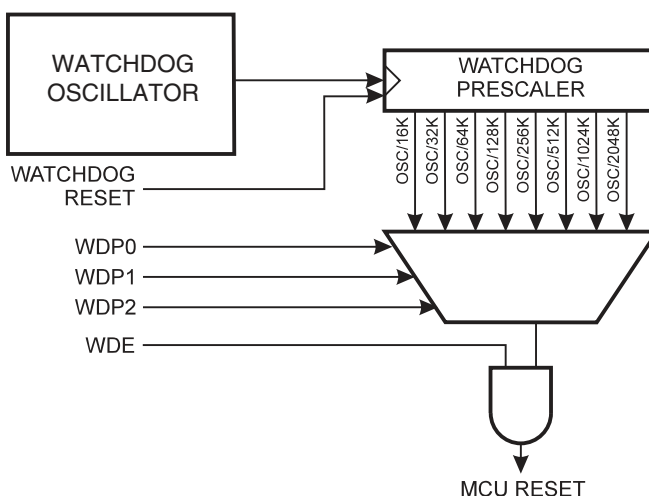 WATCHDOG
OSCILLATOR
WATCHDOG
PRESCALER
OSC/16K
OSC/32K
OSC/64K
OSC/128K
OSC/256K
OSC/512K
OSC/1024K
OSC/2048K
WATCHDOG
RESET
WDP0
WDP1
WDP2
WDE
MCU RESET